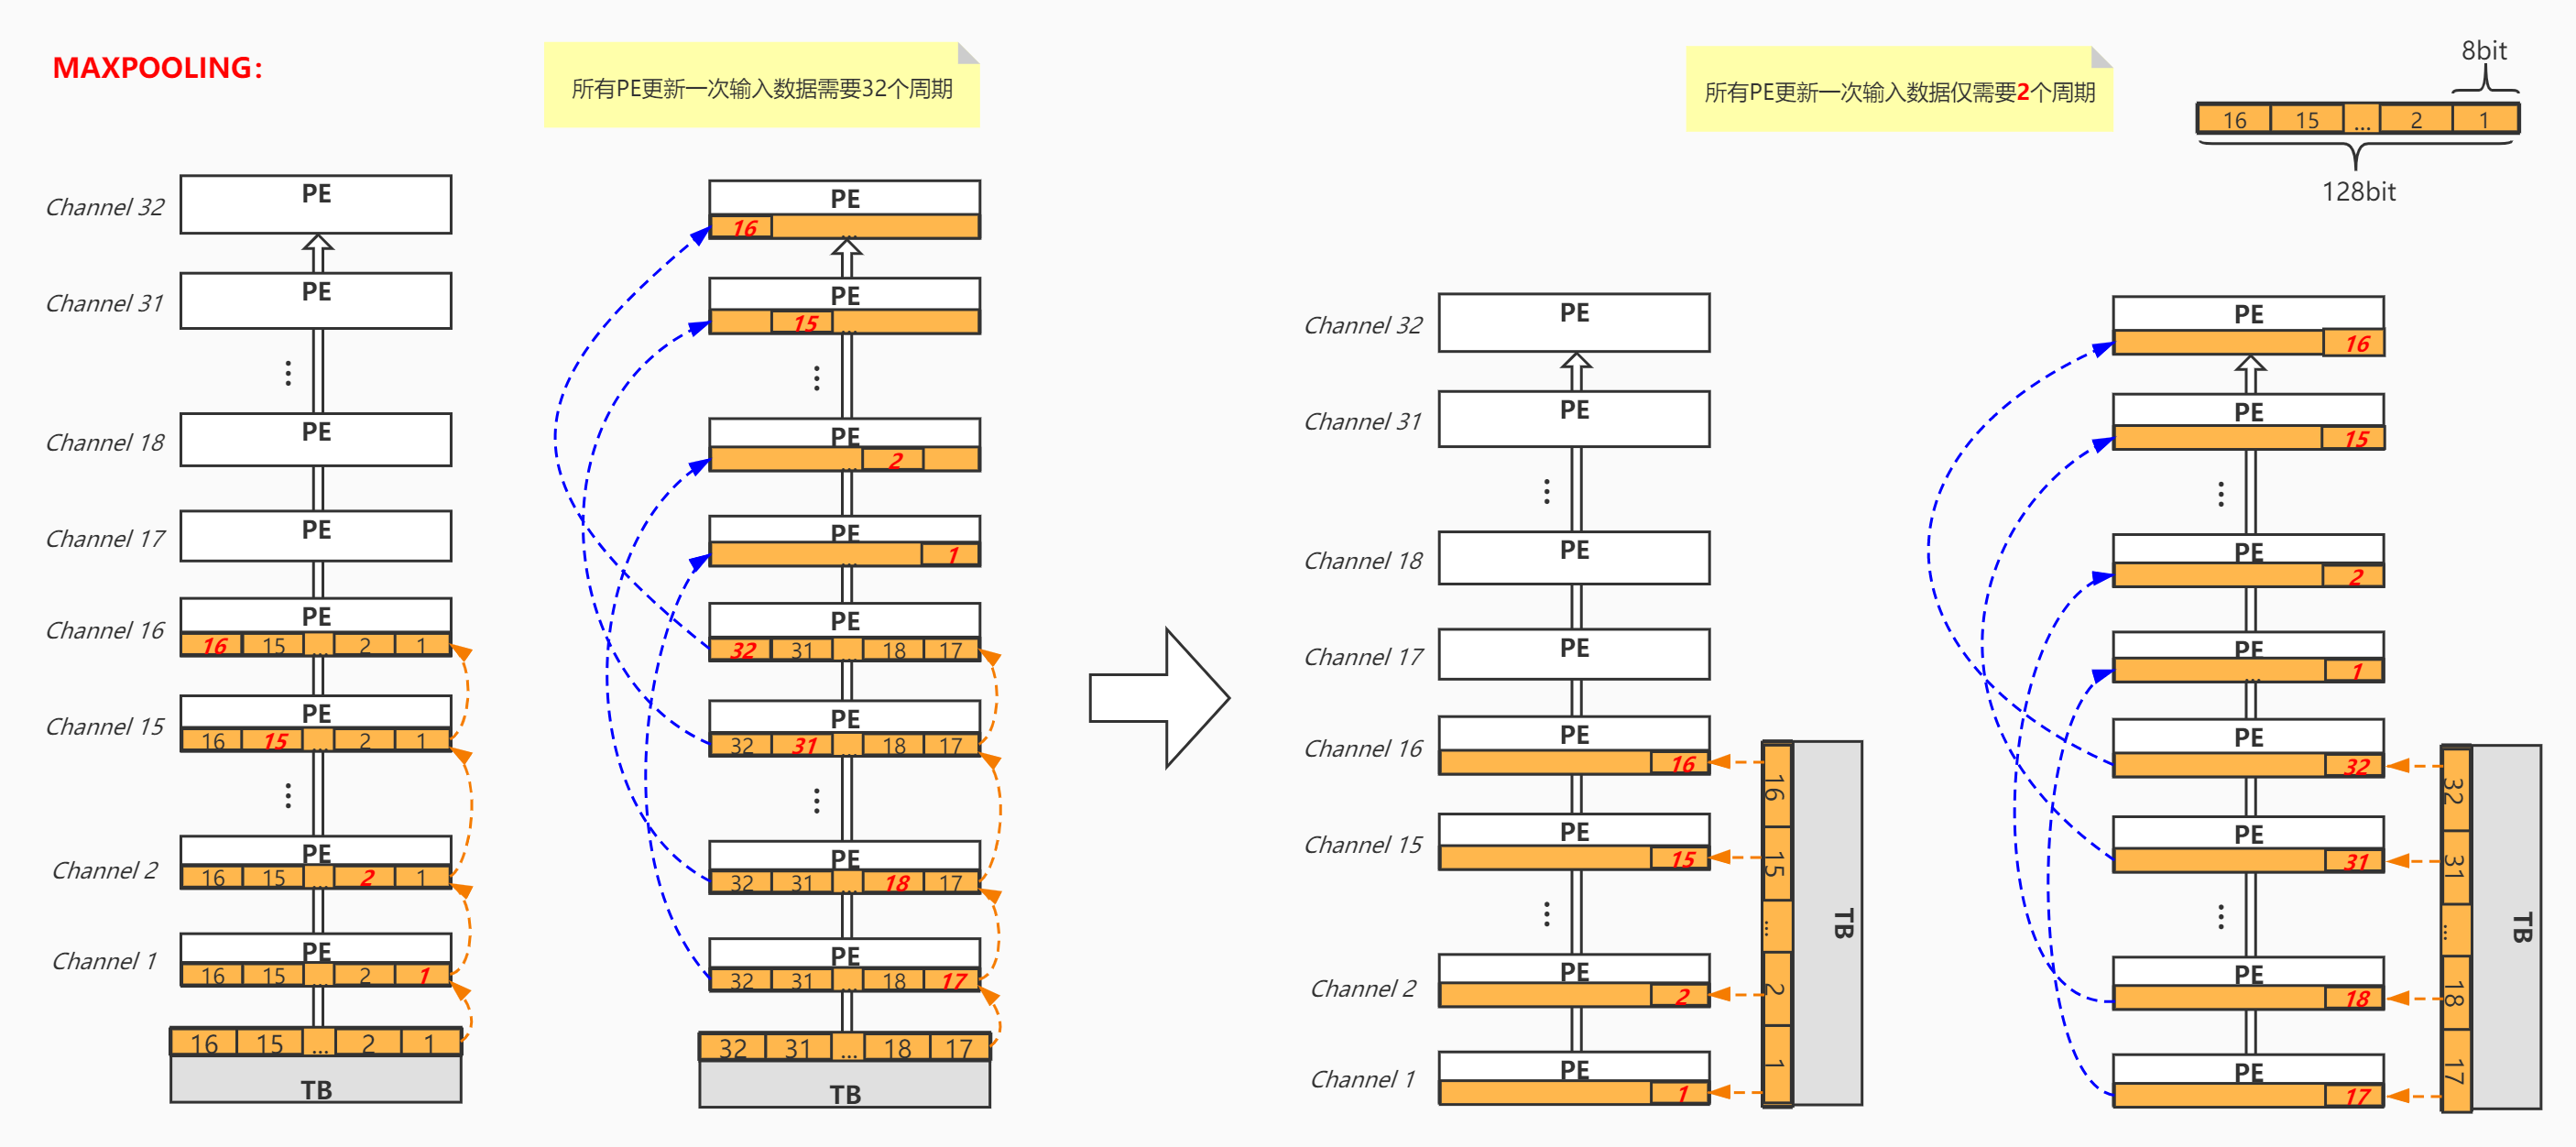 MAXPOOLING:
所有PE更新一次输入数据需要32个周期
所有PE更新一次输入数据仅需要2个周期
8bit
16 15 ... 2 1
128bit
Channel 32 PE
Channel 31 PE
Channel 18 PE
Channel 17 PE
Channel 16 PE
16 15 ... 2 1
Channel 15 PE
16 15 ... 2 1
Channel 2 PE
16 15 ... 2 1
Channel 1 PE
16 15 ... 2 1
16 15 ... 2 1
TB
PE
16 ...
PE
15 ...
PE
... 2
PE
... 1
PE
32 31 ... 18 17
PE
32 31 ... 18 17
PE
32 31 ... 18 17
PE
32 31 ... 18 17
32 31 ... 18 17
TB
Channel 32 PE
Channel 31 PE
Channel 18 PE
Channel 17 PE
Channel 16 PE
16
Channel 15 PE
15
Channel 2 PE
2
Channel 1 PE
1
16 15 ... 2 1
TB
PE
16
PE
15
PE
2
PE
1
...
PE
32
PE
31
PE
18
PE
17
32 31 ... 18 17
TB